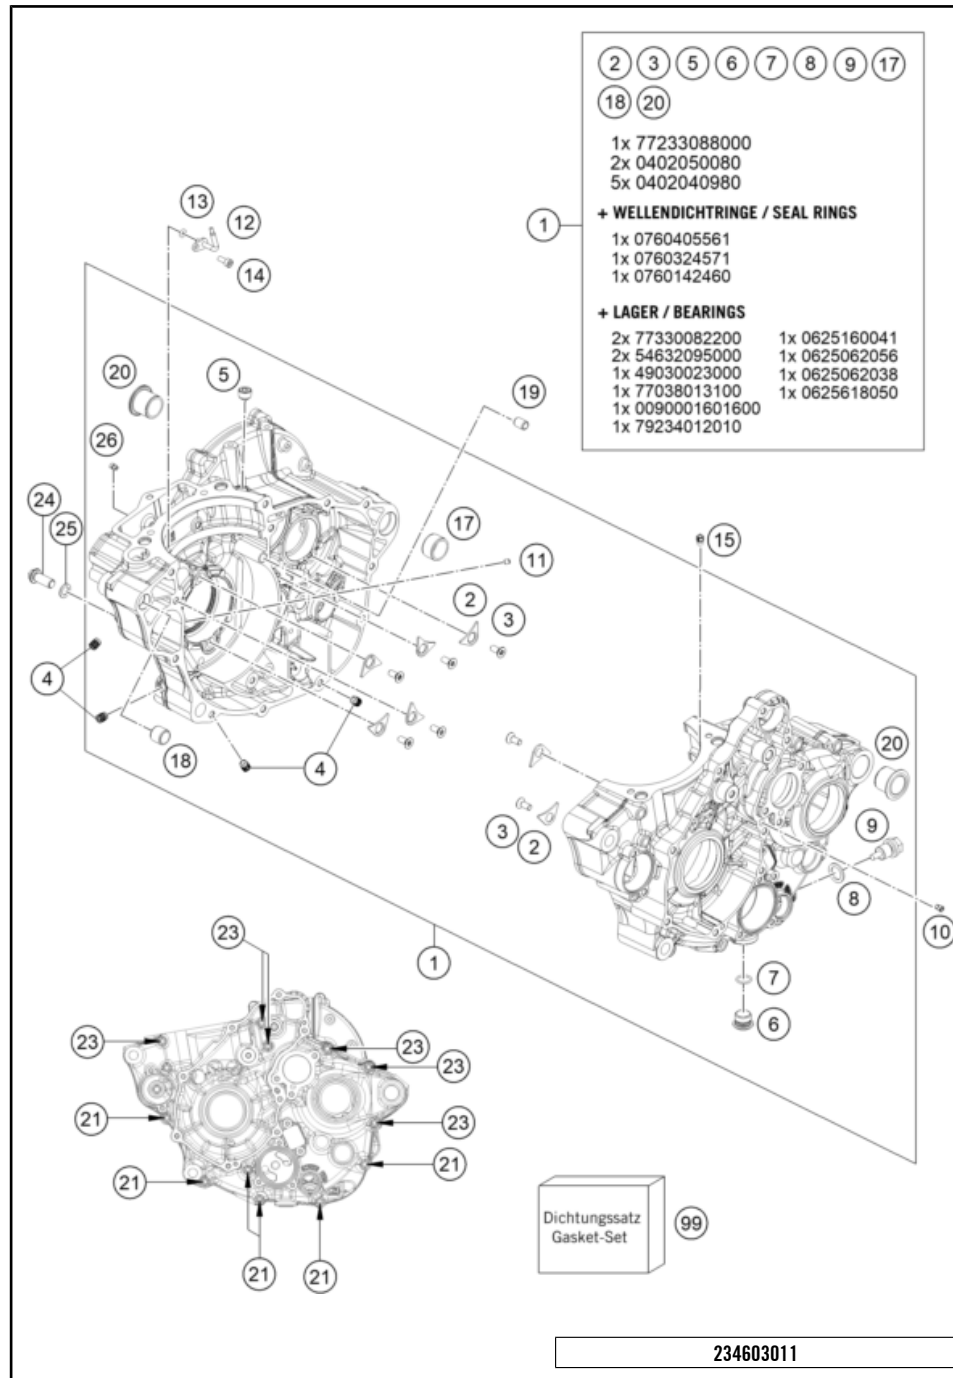 2 3 5 6 7 8 9 17
18 20
1x 77233088000
2x 0402050080
5x 0402040980
+ WELLENDICHTRINGE / SEAL RINGS
1
1x 0760405561
1x 0760324571
1x 0760142460
+ LAGER / BEARINGS
2x 77330082200 1x 0625160041
2x 54632095000 1x 0625062056
1x 49030023000 1x 0625062038
1x 77038013100 1x 0625618050
1x 0090001601600
1x 79234012010
13
12
14
20
5
19
26
24
25
17
15
11
2
3
4
18
4
20
9
3
2
8
10
23
1
7
6
23
23
23
21
23
21
21
21
21
Dichtungssatz
Gasket-Set
99
234603011